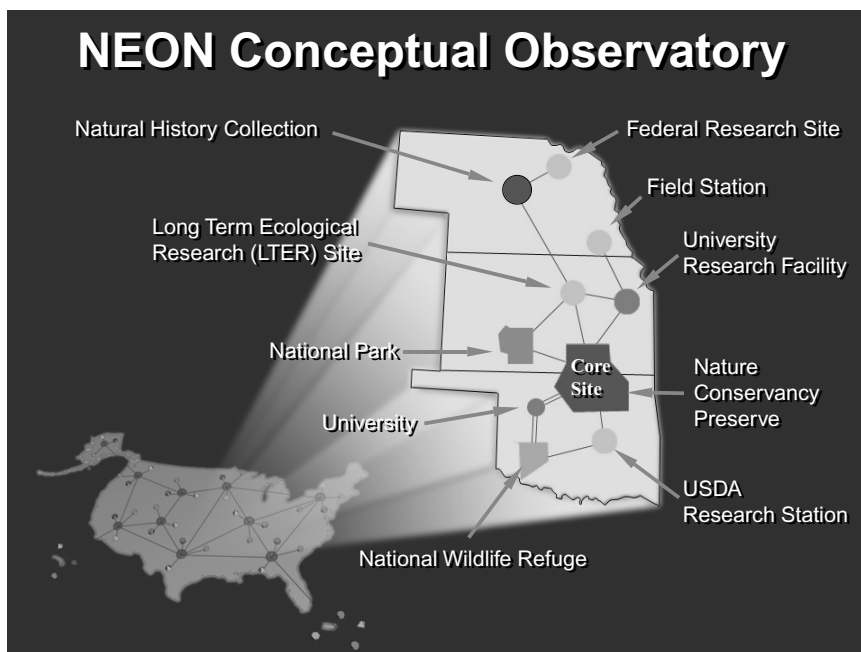 NEON Conceptual Observatory
Natural History Collection
Federal Research Site
Field Station
Long Term Ecological
Research (LTER) Site
University
Research Facility
National Park
Core
Site
Nature
Conservancy
Preserve
University
USDA
Research Station
National Wildlife Refuge